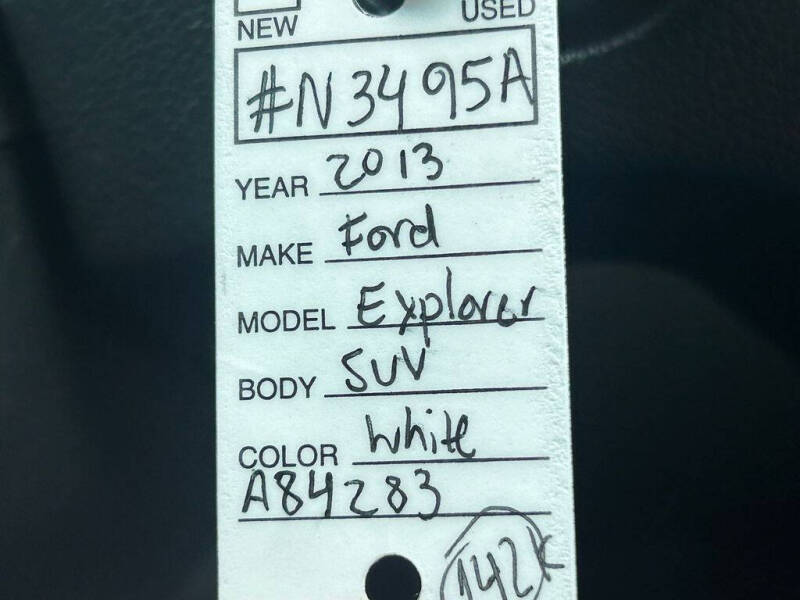 NEW USED
#N3495A
YEAR 2013
MAKE Ford
MODEL Explorer
BODY SUV
COLOR White
A84283
142K